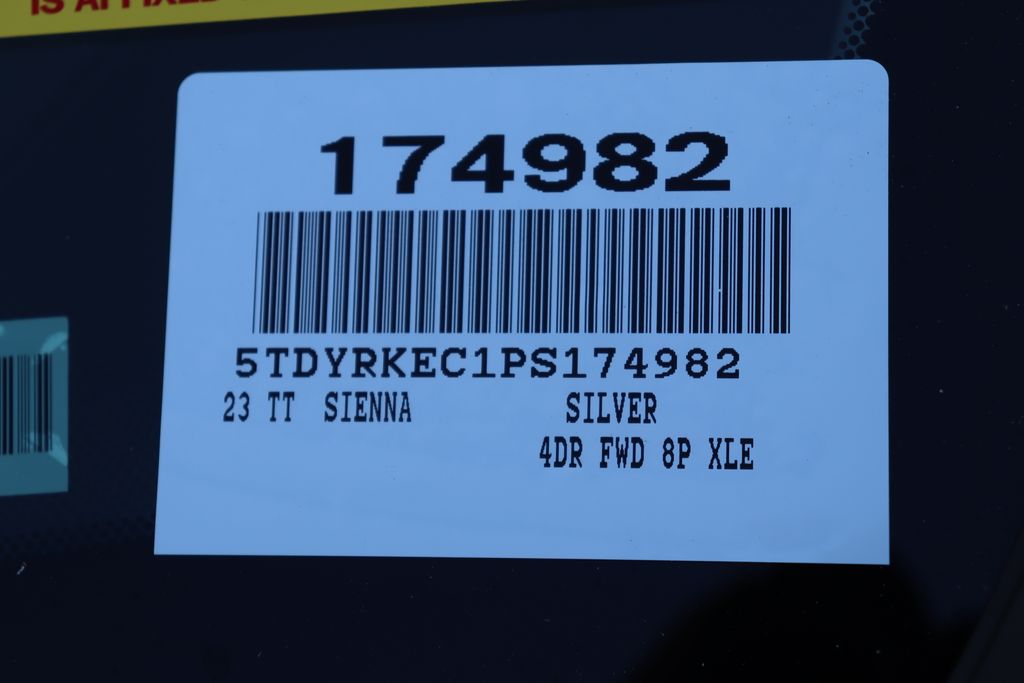 174982
5TDYRKEC1PS174982
23 TT SIENNA SILVER
4DR FWD 8P XLE